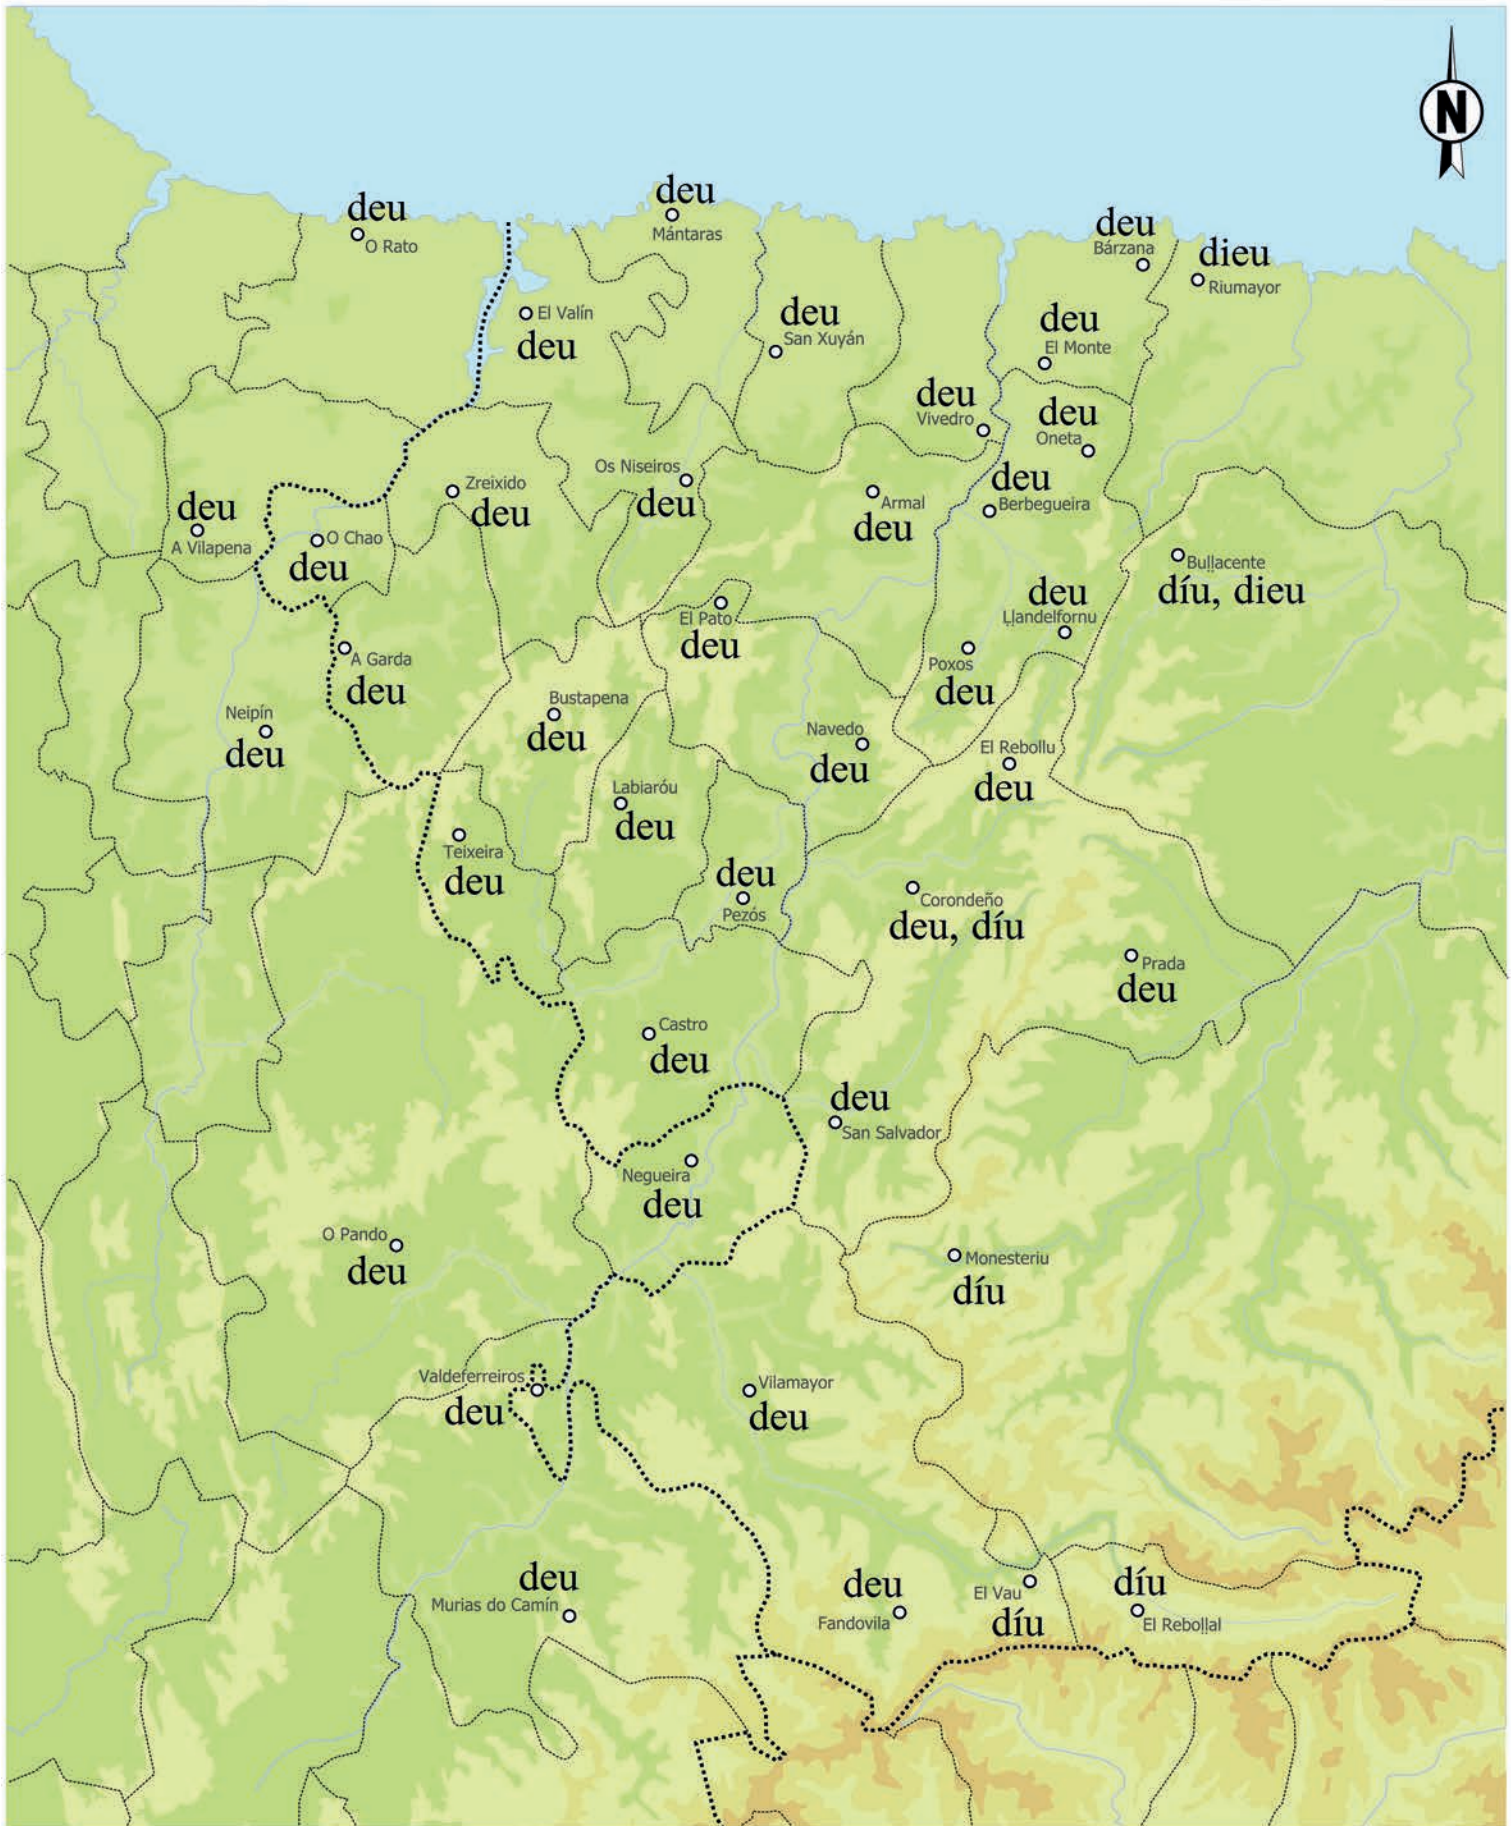 N
deu
O Rato
deu
Mántaras
deu
Bárzana
dieu
Riumayor
El Valín
deu
deu
San Xuyán
deu
El Monte
deu
Vivedro
deu
Oneta
deu
A Vilapena
O Chao
deu
Zreixido
deu
Os Niseiros
deu
Armal
deu
deu
Berbegueira
Buḷḷacente
díu, dieu
deu
Ḷḷandelfornu
El Pato
deu
A Garda
deu
Poxos
deu
Neipín
deu
Bustapena
deu
Navedo
deu
El Rebollu
deu
Labiaróu
deu
Teixeira
deu
deu
Pezós
Corondeño
deu, díu
Prada
deu
Castro
deu
deu
San Salvador
Negueira
deu
O Pando
deu
Monesteriu
díu
Valdeferreiros
deu
Vilamayor
deu
deu
Murias do Camín
deu
Fandovila
El Vau
díu
díu
El Reboḷḷal